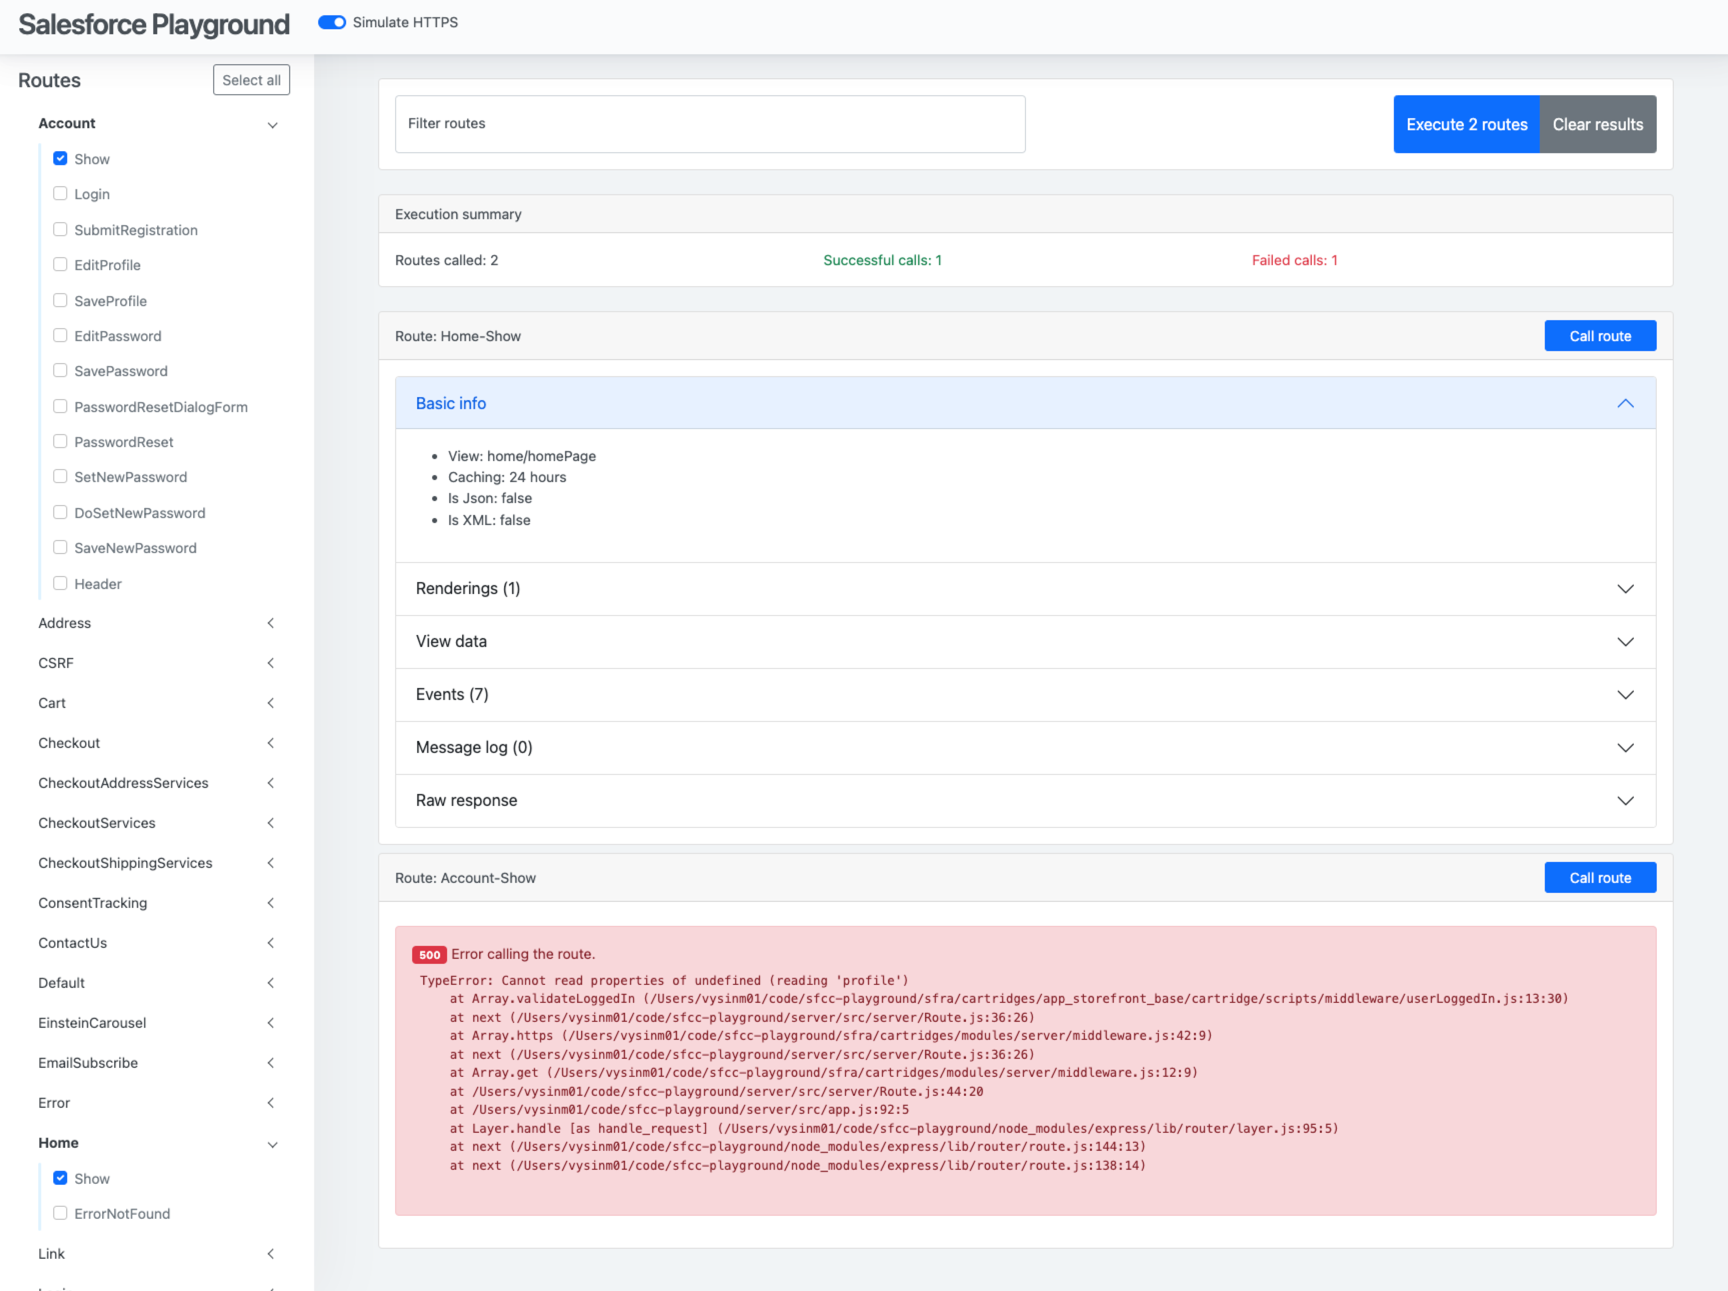 Salesforce Playground
Simulate HTTPS
Routes
Select all
Account
Show
Login
SubmitRegistration
EditProfile
SaveProfile
EditPassword
SavePassword
PasswordResetDialogForm
PasswordReset
SetNewPassword
DoSetNewPassword
SaveNewPassword
Header
Address
CSRF
Cart
Checkout
CheckoutAddressServices
CheckoutServices
CheckoutShippingServices
ConsentTracking
ContactUs
Default
EinsteinCarousel
EmailSubscribe
Error
Home
Show
ErrorNotFound
Link
Filter routes
Execute 2 routes
Clear results
Execution summary
Routes called: 2
Successful calls: 1
Failed calls: 1
Route: Home-Show
Call route
Basic info
• View: home/homePage
• Caching: 24 hours
• Is Json: false
• Is XML: false
Renderings (1)
View data
Events (7)
Message log (0)
Raw response
Route: Account-Show
Call route
500 Error calling the route.
TypeError: Cannot read properties of undefined (reading 'profile')
at Array.validateLoggedIn (/Users/vysinm01/code/sfcc-playground/sfra/cartridges/app_storefront_base/cartridge/scripts/middleware/userLoggedIn.js:13:30)
at next (/Users/vysinm01/code/sfcc-playground/server/src/server/Route.js:36:26)
at Array.https (/Users/vysinm01/code/sfcc-playground/sfra/cartridges/modules/server/middleware.js:42:9)
at next (/Users/vysinm01/code/sfcc-playground/server/src/server/Route.js:36:26)
at Array.get (/Users/vysinm01/code/sfcc-playground/sfra/cartridges/modules/server/middleware.js:12:9)
at /Users/vysinm01/code/sfcc-playground/server/src/server/Route.js:44:20
at /Users/vysinm01/code/sfcc-playground/server/src/app.js:92:5
at Layer.handle [as handle_request] (/Users/vysinm01/code/sfcc-playground/node_modules/express/lib/router/layer.js:95:5)
at next (/Users/vysinm01/code/sfcc-playground/node_modules/express/lib/router/route.js:144:13)
at next (/Users/vysinm01/code/sfcc-playground/node_modules/express/lib/router/route.js:138:14)